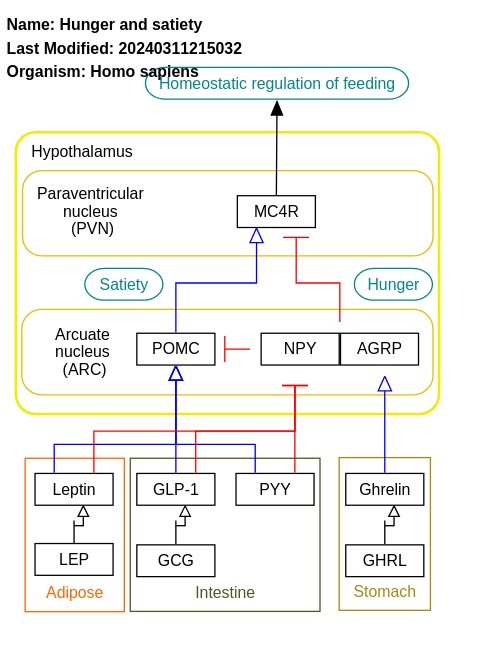 Name: Hunger and satiety
Last Modified: 20240311215032
Organism: Homo sapiens
Homeostatic regulation of feeding
Hypothalamus
Paraventricular
nucleus
(PVN)
MC4R
Satiety
Hunger
Arcuate
nucleus
(ARC)
POMC
NPY
AGRP
Leptin
GLP-1
PYY
Ghrelin
LEP
GCG
GHRL
Adipose
Intestine
Stomach